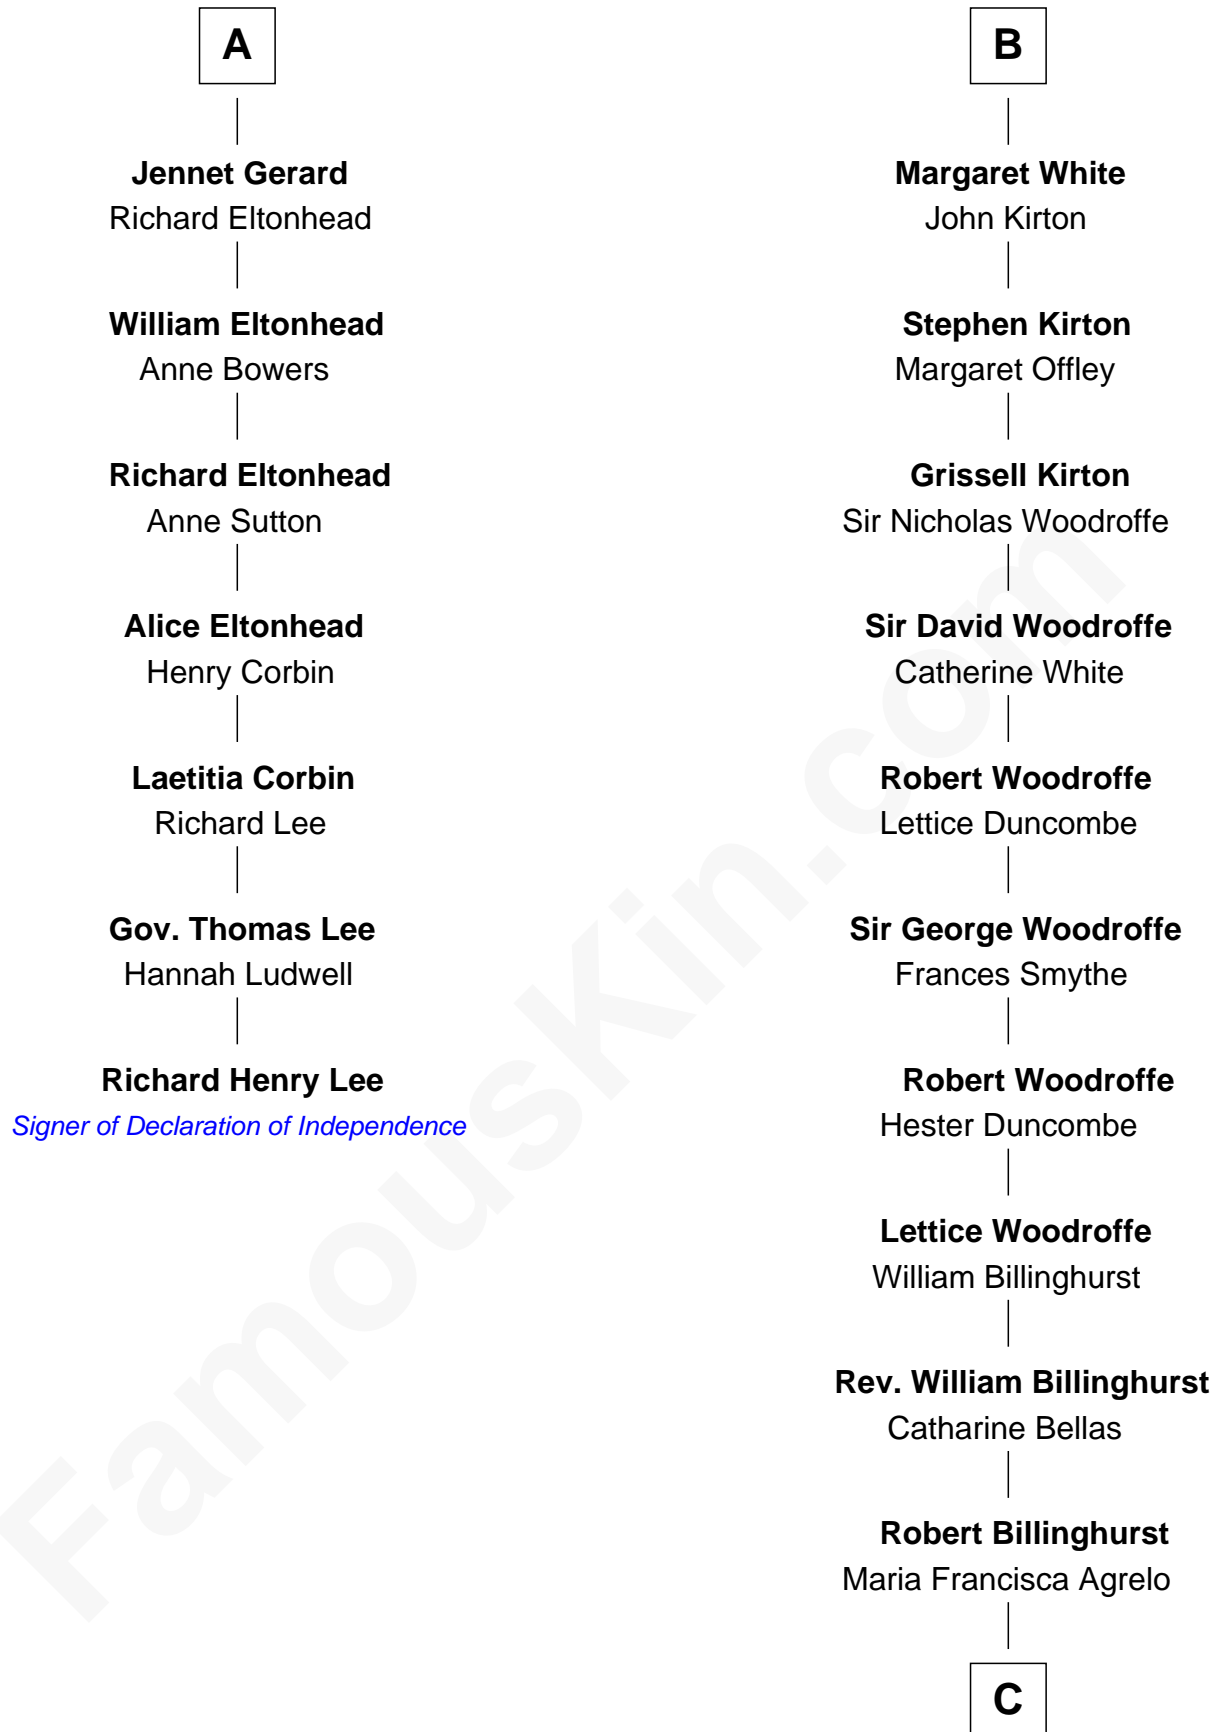 A
Jennet Gerard
Richard Eltonhead
William Eltonhead
Anne Bowers
Richard Eltonhead
Anne Sutton
Alice Eltonhead
Henry Corbin
Laetitia Corbin
Richard Lee
Gov. Thomas Lee
Hannah Ludwell
Richard Henry Lee
Signer of Declaration of Independence
B
Margaret White
John Kirton
Stephen Kirton
Margaret Offley
Grissell Kirton
Sir Nicholas Woodroffe
Sir David Woodroffe
Catherine White
Robert Woodroffe
Lettice Duncombe
Sir George Woodroffe
Frances Smythe
Robert Woodroffe
Hester Duncombe
Lettice Woodroffe
William Billinghurst
Rev. William Billinghurst
Catharine Bellas
Robert Billinghurst
Maria Francisca Agrelo
C
FamousKin.com